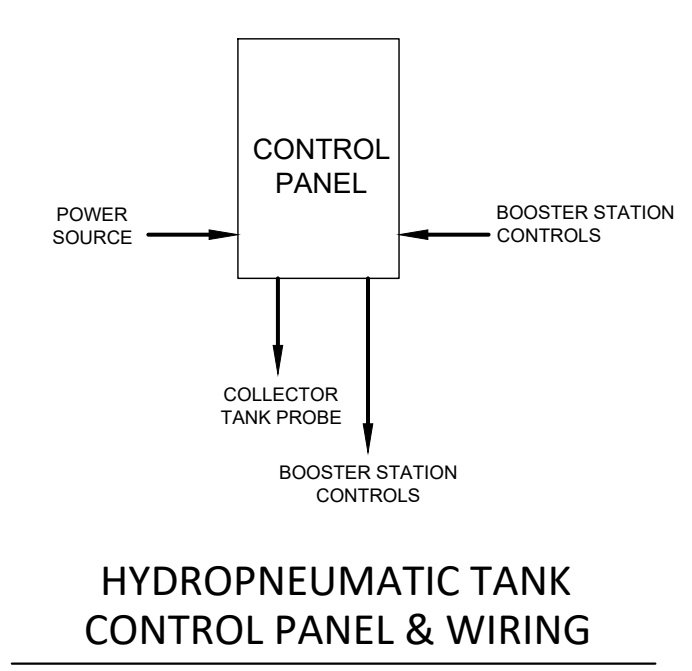 CONTROL
PANEL
POWER
SOURCE
BOOSTER STATION
CONTROLS
COLLECTOR
TANK PROBE
BOOSTER STATION
CONTROLS
HYDROPNEUMATIC TANK
CONTROL PANEL & WIRING